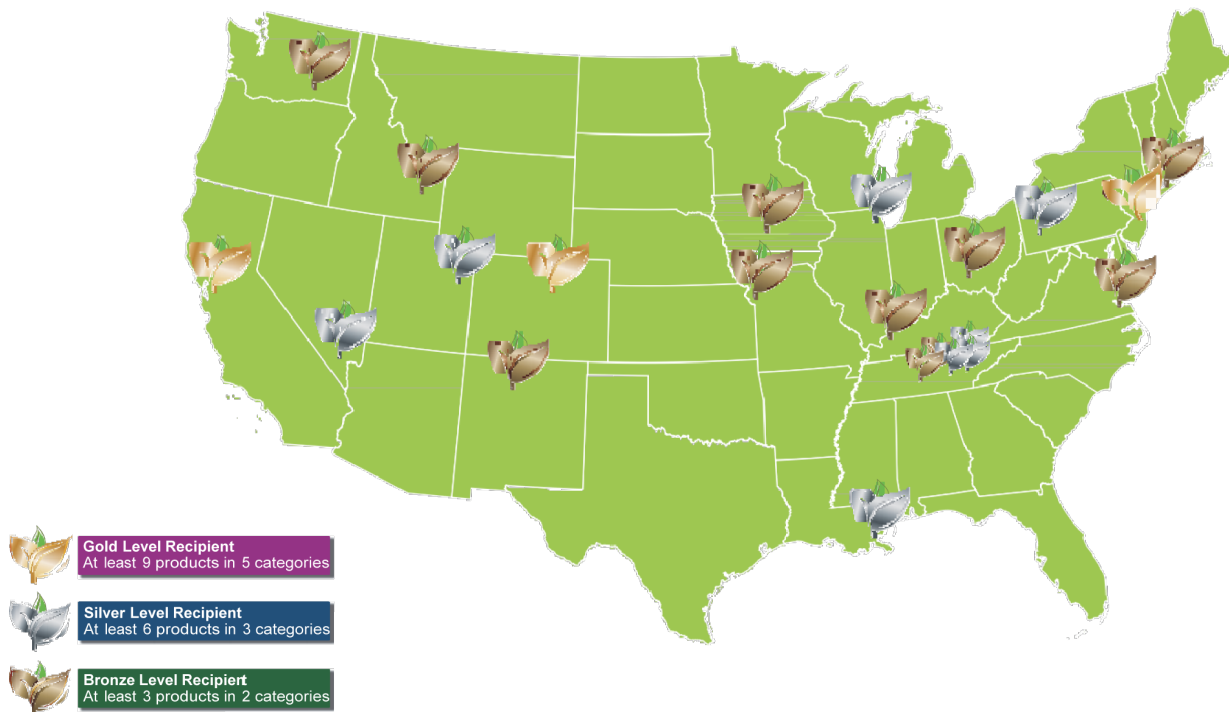 Gold Level Recipient
At least 9 products in 5 categories
Silver Level Recipient
At least 6 products in 3 categories
Bronze Level Recipient
At least 3 products in 2 categories